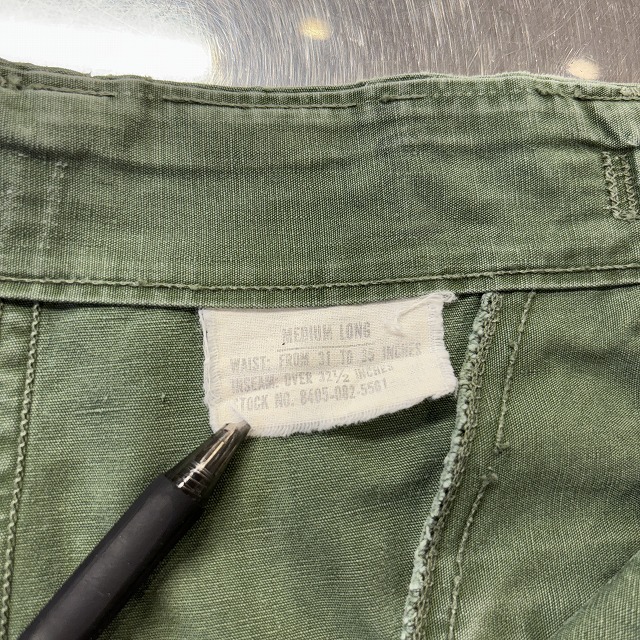 MEDIUM LONG
WAIST: FROM 31 TO 35 INCHES
INSEAM: OVER 32½ INCHES
STOCK NO. 8405-082-5581